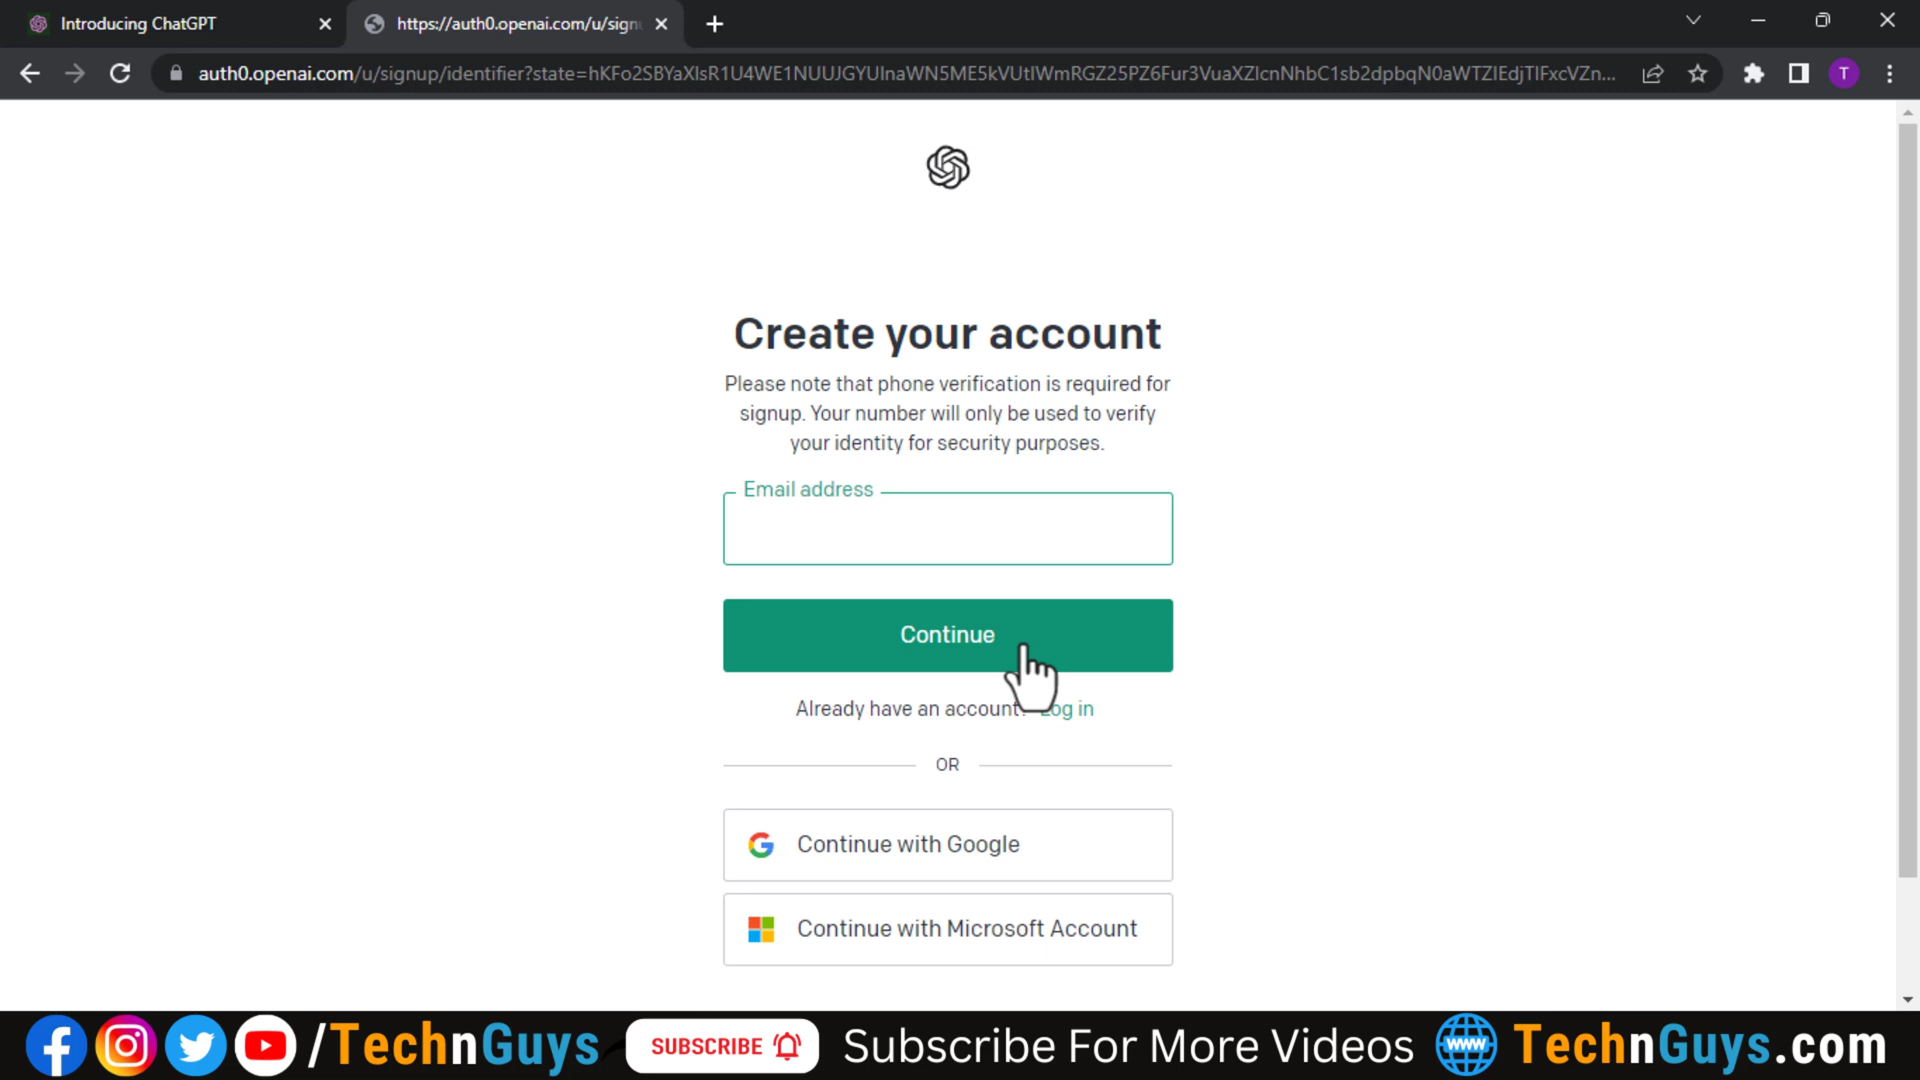 Introducing ChatGPT
https://auth0.openai.com/u/sign
auth0.openai.com/u/signup/identifier?state=hKFo2SBYaXlsR1U4WE1NUUJGYUlnaWN5ME5kVUtIWmRGZ25PZ6Fur3VuaXZlcnNhbC1sb2dpbqN0aWTZIEdjTlFxcVZn...
T
Create your account
Please note that phone verification is required for
signup. Your number will only be used to verify
your identity for security purposes.
Email address
Continue
Already have an account? Log in
OR
Continue with Google
Continue with Microsoft Account
/TechnGuys
SUBSCRIBE
Subscribe For More Videos
WWW
TechnGuys.com